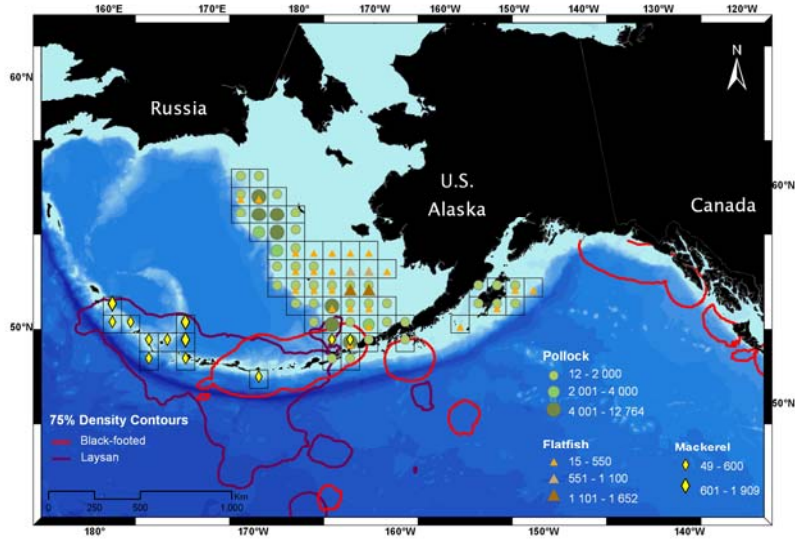 160°E 170°E 180° 170°W 160°W 150°W 140°W 130°W 120°W
60°N
N
Russia
U.S.
Alaska
Canada
60°N
50°N
50°N
Pollock
12 - 2 000
2 001 - 4 000
4 001 - 12 764
75% Density Contours
Black-footed
Laysan
Flatfish
15 - 550
551 - 1 100
1 101 - 1 652
Mackerel
49 - 600
601 - 1 909
0 250 500 1.000
Km
180° 170°W 160°W 150°W 140°W